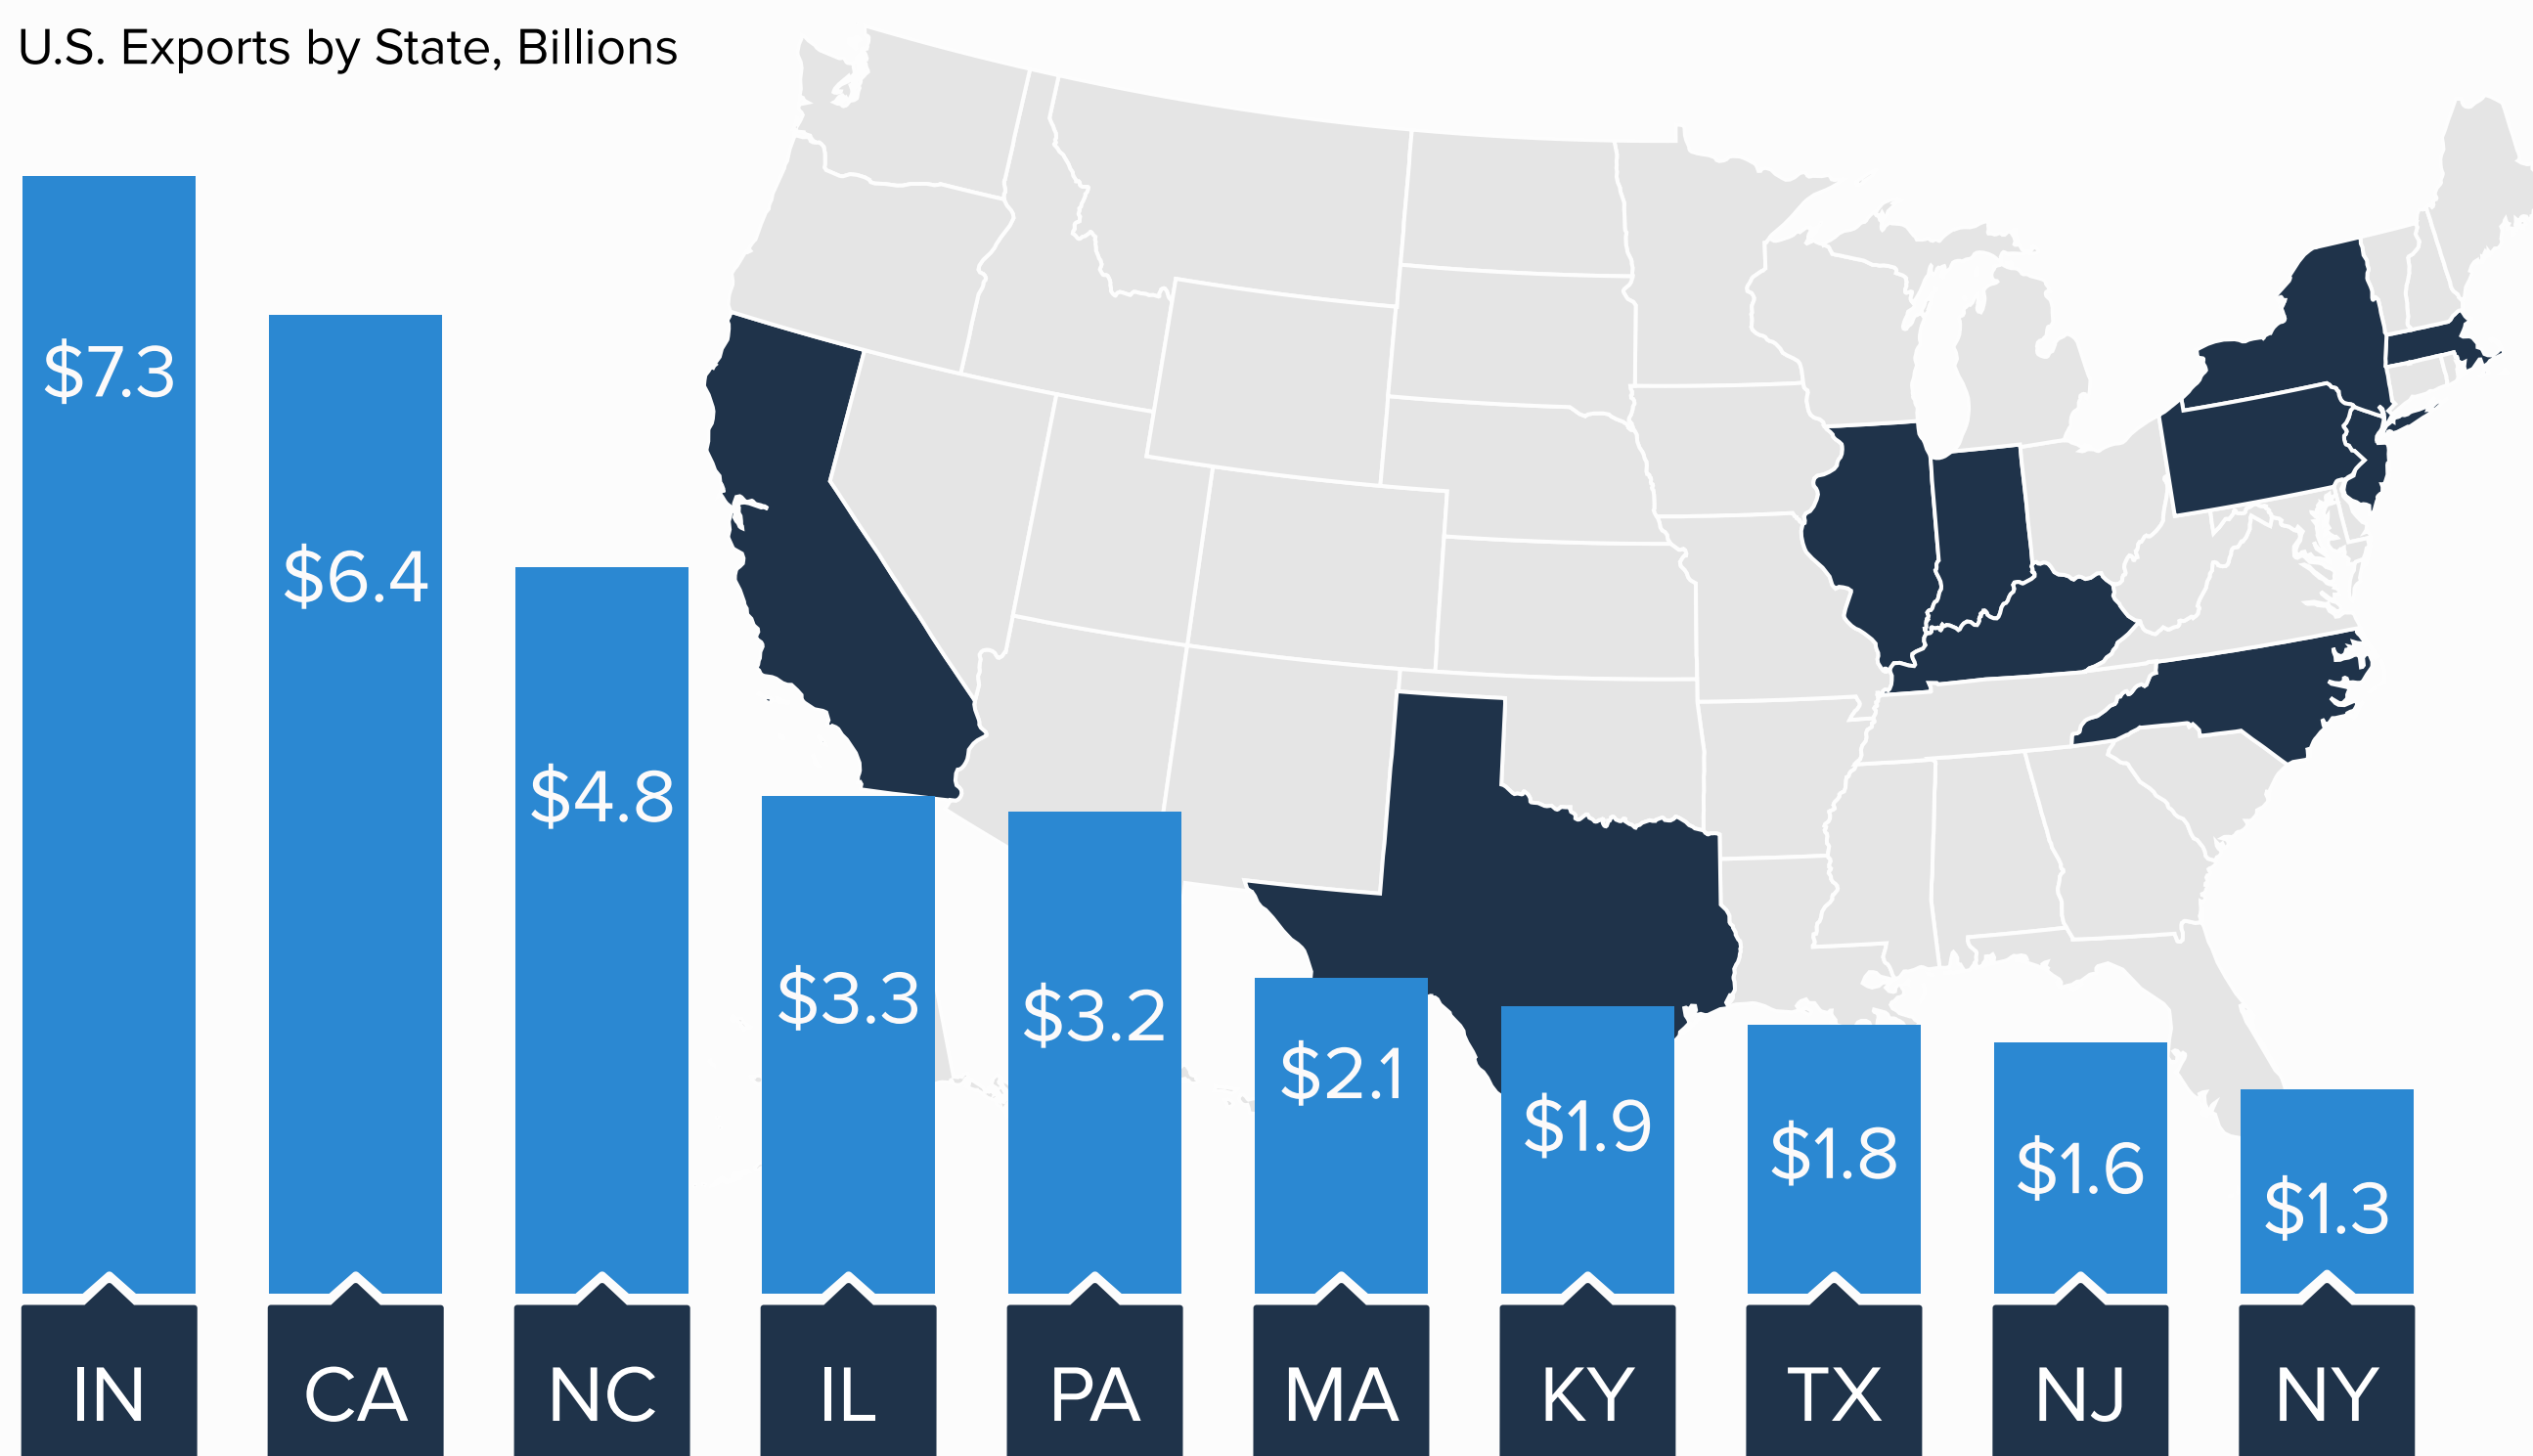 U.S. Exports by State, Billions
$7.3
$6.4
$4.8
$3.3
$3.2
$2.1
$1.9
$1.8
$1.6
$1.3
IN
CA
NC
IL
PA
MA
KY
TX
NJ
NY